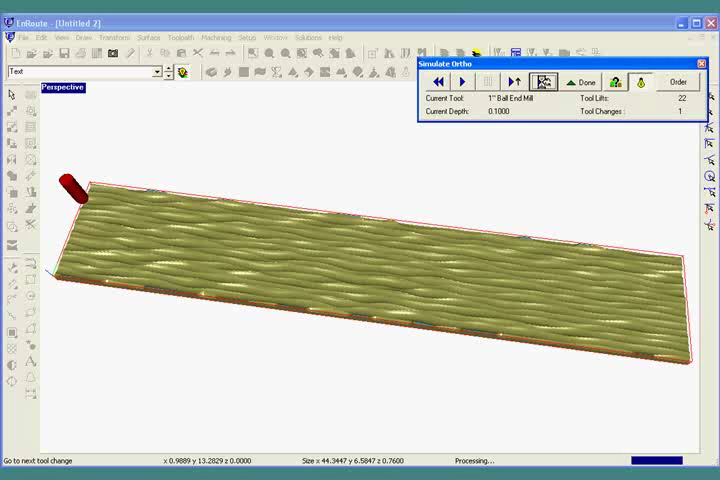 EnRoute - [Untitled 2]
File Edit View Draw Transform Surface Toolpath Machining Setup Window Solutions Help
Simulate Ortho
Text
Done
Order
Perspective
Current Tool: 1" Ball End Mill Tool Lifts: 22
Current Depth: 0.1000 Tool Changes : 1
Go to next tool change x 0.9889 y 13.2829 z 0.0000 Size x 44.3447 y 6.5847 z 0.7600 Processing...